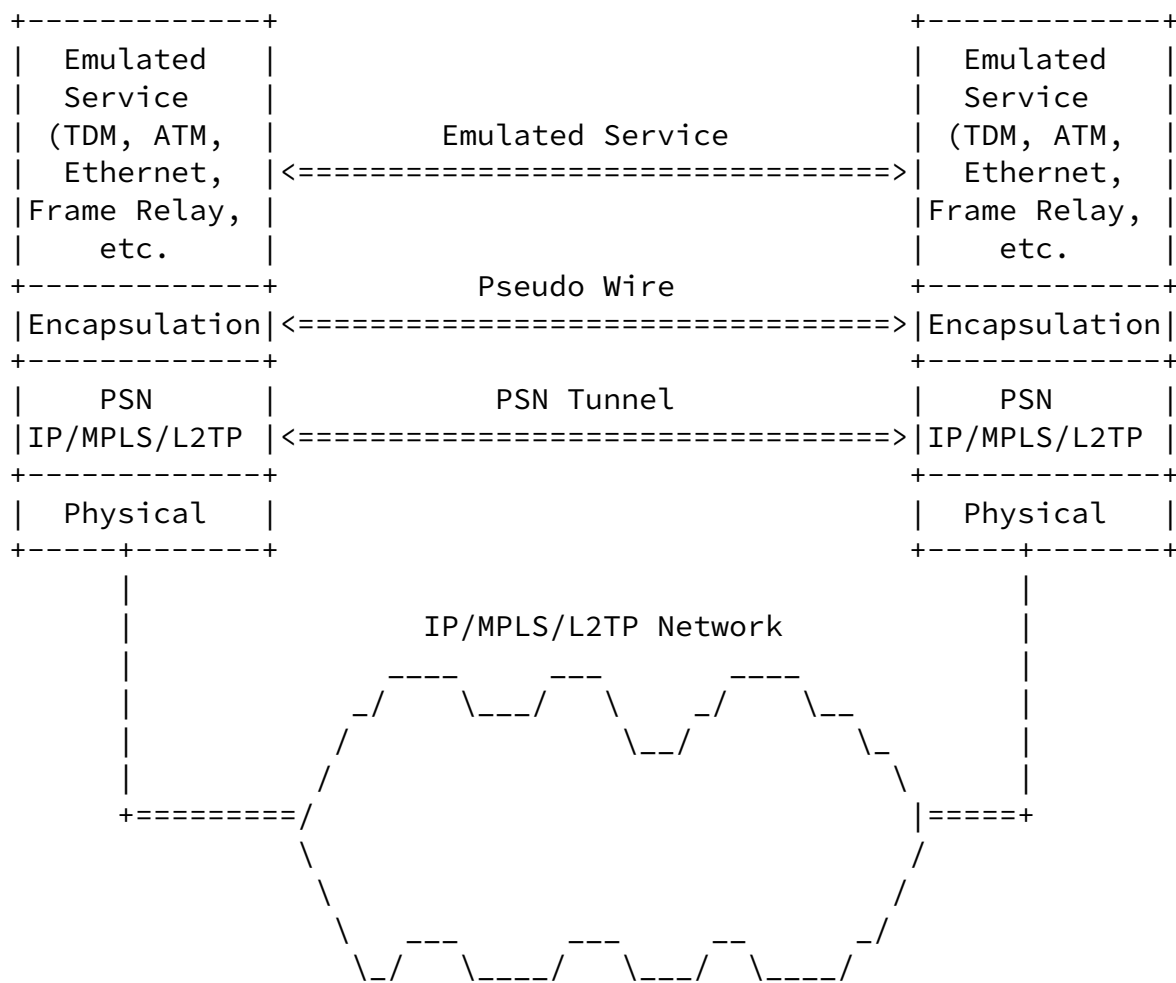 Emulated Emulated
Service Service
(TDM, ATM, Emulated Service (TDM, ATM,
Ethernet, Ethernet,
Frame Relay, Frame Relay,
etc. etc.
Pseudo Wire
Encapsulation Encapsulation
PSN PSN Tunnel PSN
IP/MPLS/L2TP IP/MPLS/L2TP
Physical Physical
IP/MPLS/L2TP Network